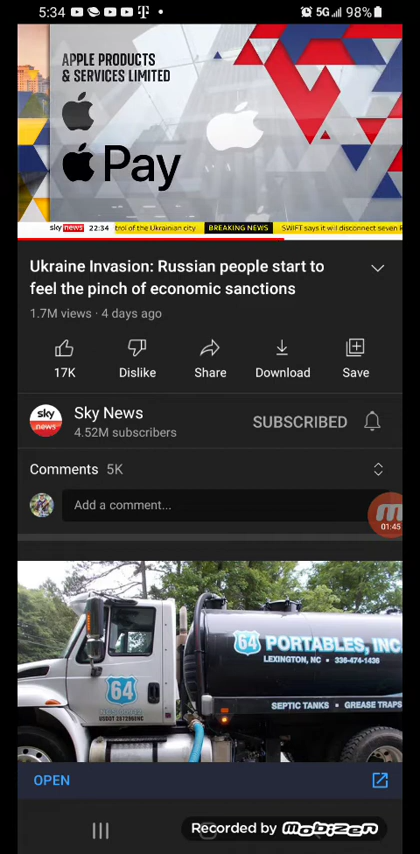 5:34
5G 98%
APPLE PRODUCTS
& SERVICES LIMITED
Pay
sky news 22:34 trol of the Ukrainian city BREAKING NEWS SWIFT says it will disconnect seven
Ukraine Invasion: Russian people start to
feel the pinch of economic sanctions
1.7M views · 4 days ago
17K Dislike Share Download Save
sky news
Sky News
4.52M subscribers
SUBSCRIBED
Comments 5K
Add a comment...
01:45
64 PORTABLES, INC
LEXINGTON, NC • 336-474-1436
64
SEPTIC TANKS • GREASE TRAPS
OPEN
Recorded by mobizen